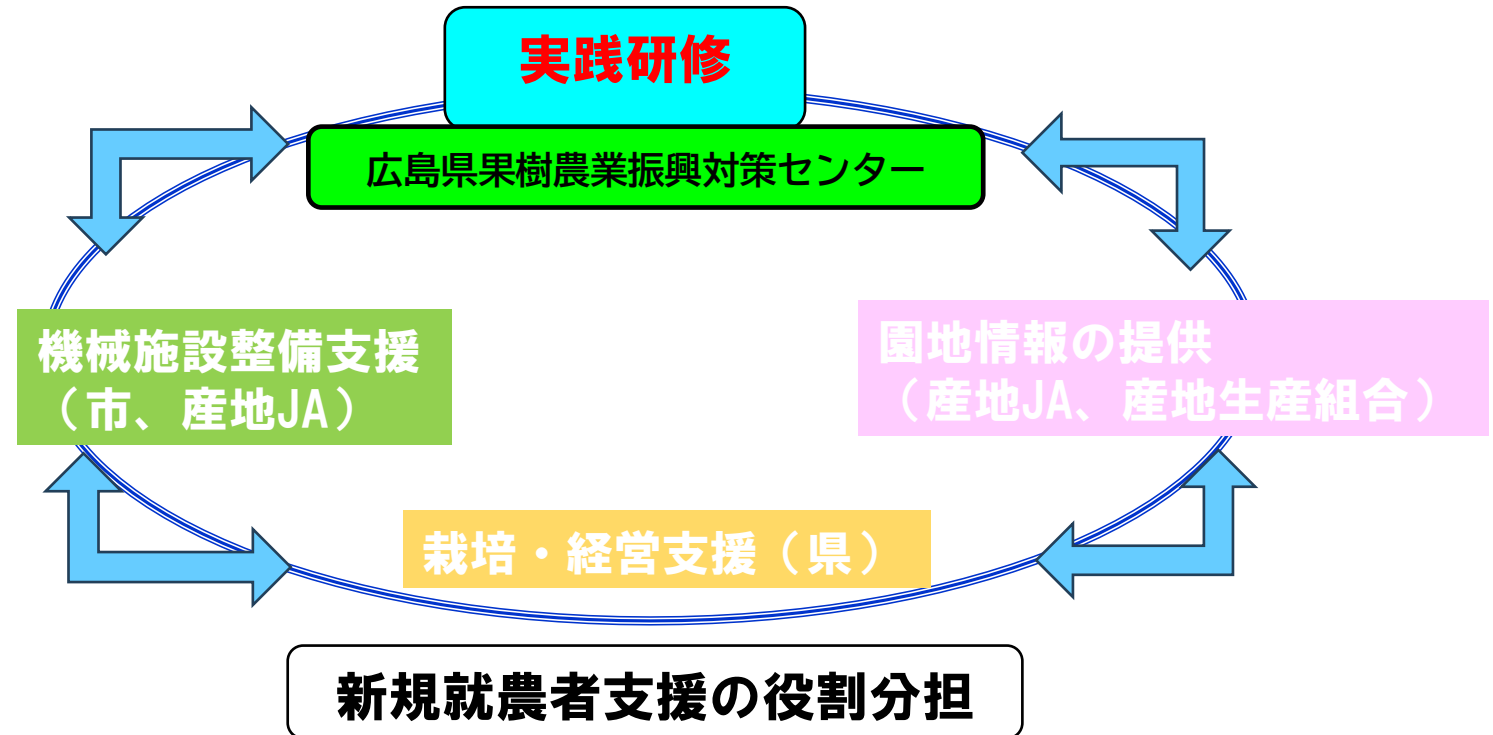 実践研修
広島県果樹農業振興対策センター
機械施設整備支援
（市、産地JA）
園地情報の提供
（産地JA、産地生産組合）
栽培・経営支援（県）
新規就農者支援の役割分担